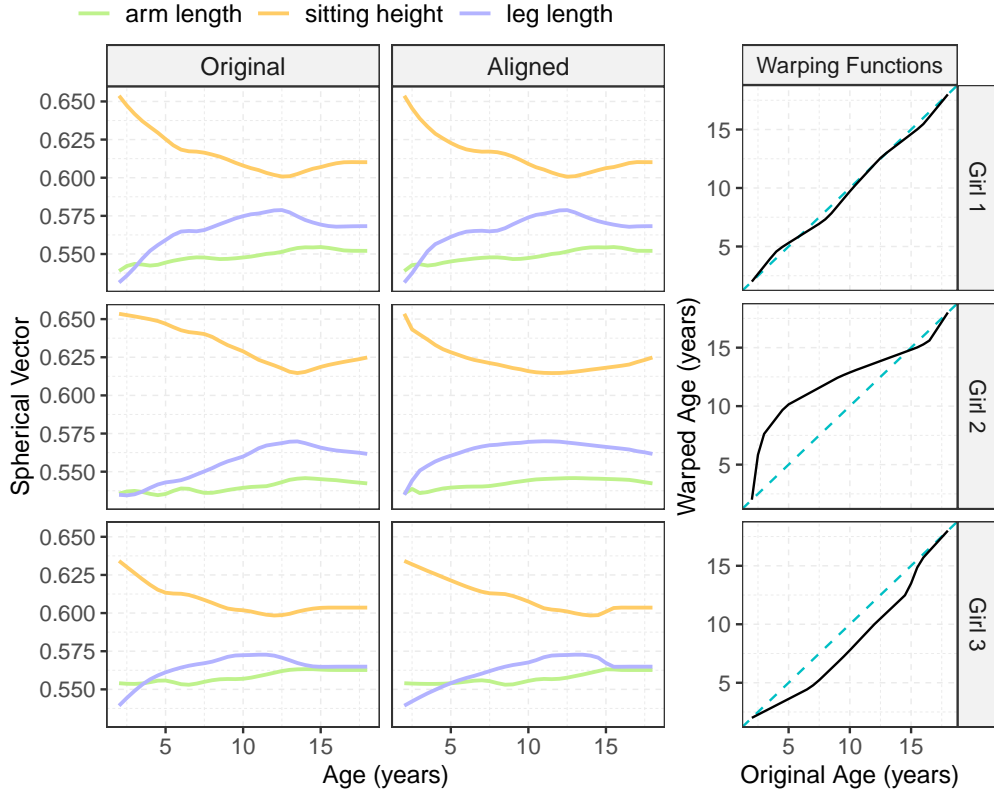 arm length sitting height leg length
Original Aligned Warping Functions
0.650
0.625
0.600
0.575
0.550
15
10
5
Girl 1
0.650
0.625
0.600
0.575
0.550
15
10
5
Girl 2
0.650
0.625
0.600
0.575
0.550
15
10
5
Girl 3
Spherical Vector
Warped Age (years)
5 10 15 5 10 15 5 10 15
Age (years) Original Age (years)